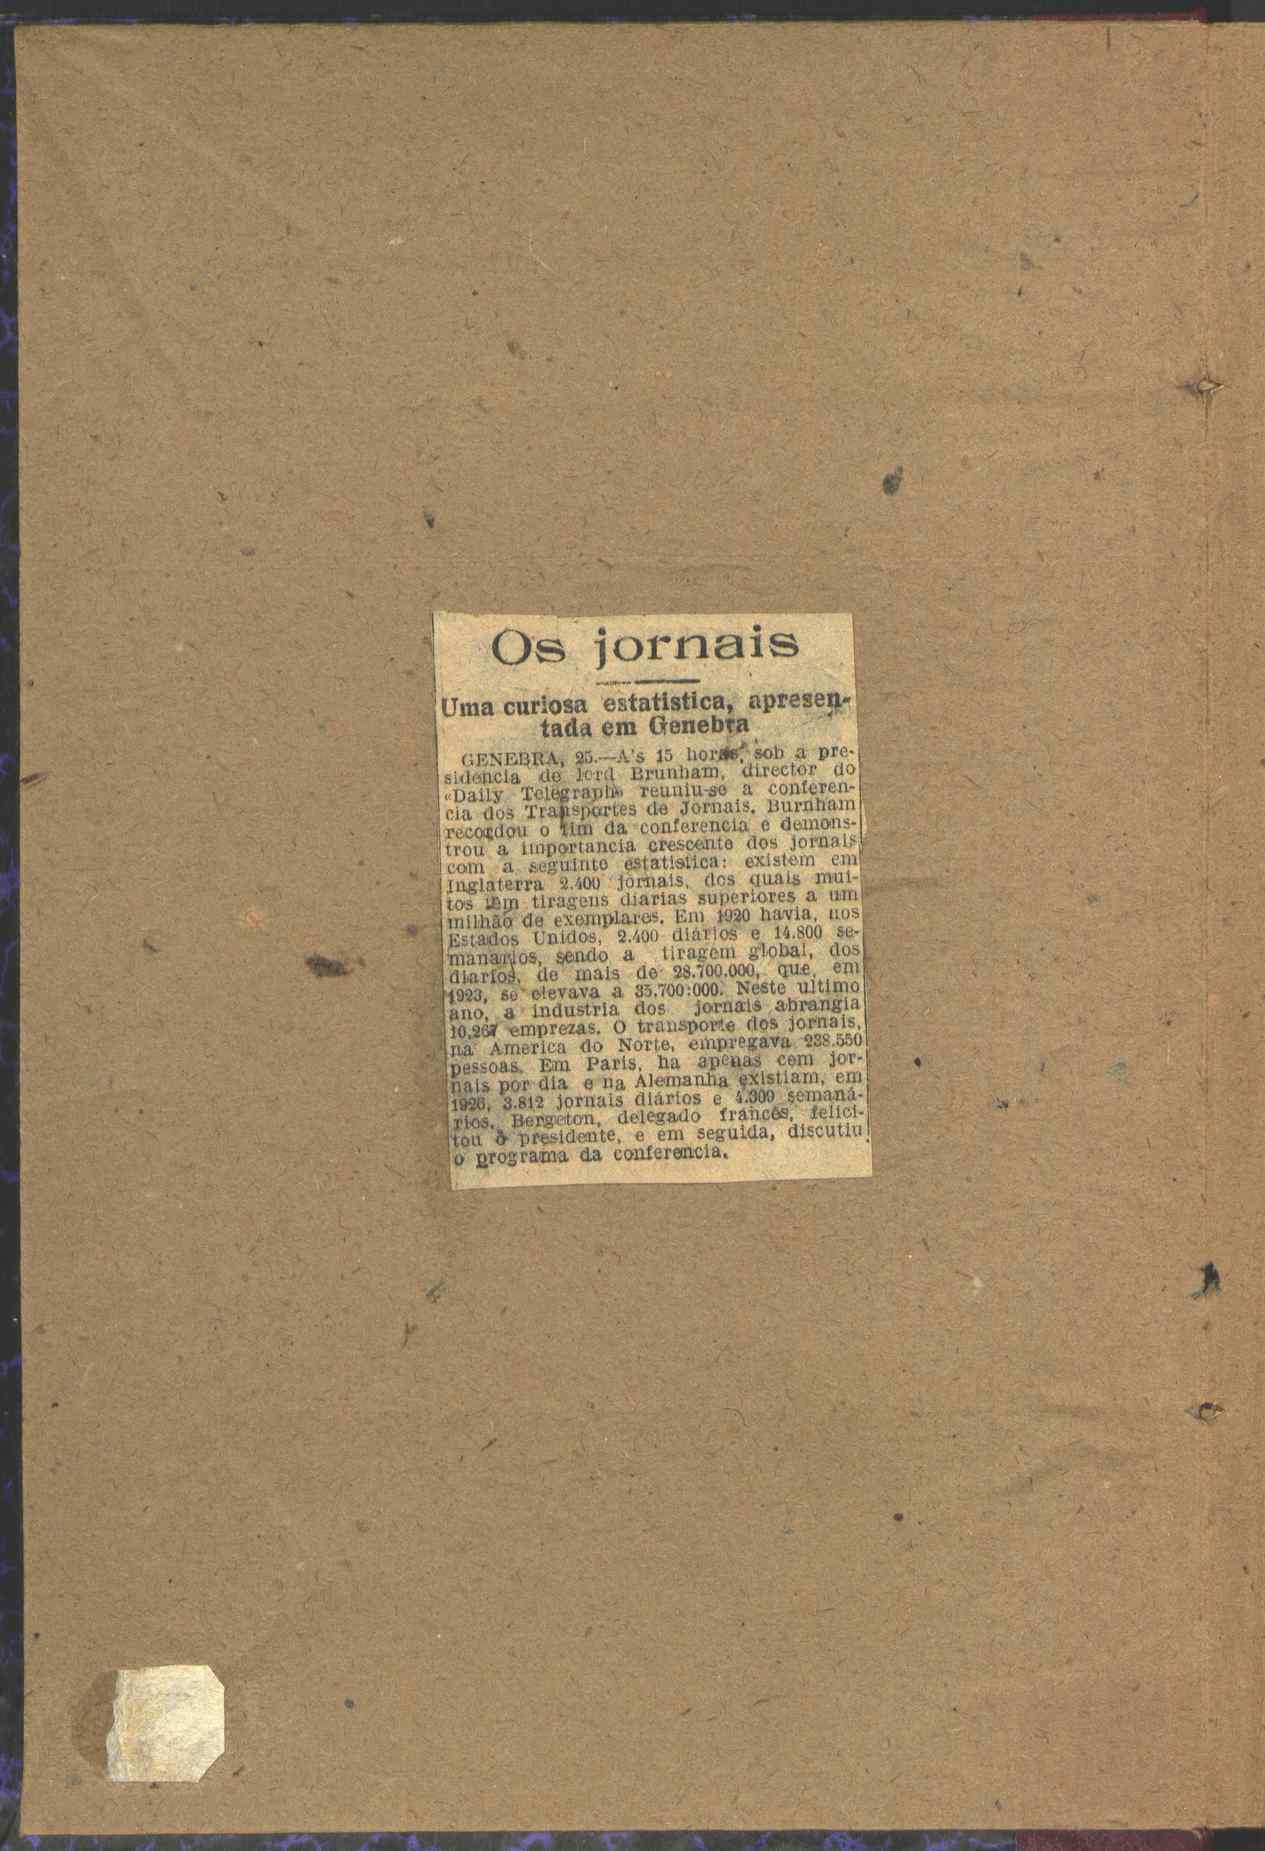 Os jornais
Uma curiosa estatistica, apresen-
tada em Genebra
GENEBRA, 25.—A's 15 horas, sob a pre-
sidencia de lord Brunham, director do
«Daily Telegraph» reuniu-se a conferen-
cia dos Transportes de Jornais. Burnham
recordou o fim da conferencia e demons-
trou a importancia crescente dos jornais
com a seguinte estatistica: existem em
Inglaterra 2.400 jornais, dos quais mui-
tos têm tiragens diarias superiores a um
milhão de exemplares. Em 1920 havia, nos
Estados Unidos, 2.400 diários e 14.800 se-
manarios, sendo a tiragem global, dos
diarios, de mais de 28.700.000, que, em
1923, se elevava a 35.700:000. Neste ultimo
ano, a industria dos jornais abrangia
10.267 emprezas. O transporte dos jornais,
na America do Norte, empregava 238.550
pessoas. Em Paris, ha apenas cem jor-
nais por dia e na Alemanha existiam, em
1926, 3.812 jornais diários e 4.309 semaná-
rios. Bergeton, delegado francês, felici-
tou o presidente, e em seguida, discutiu
o programa da conferencia.